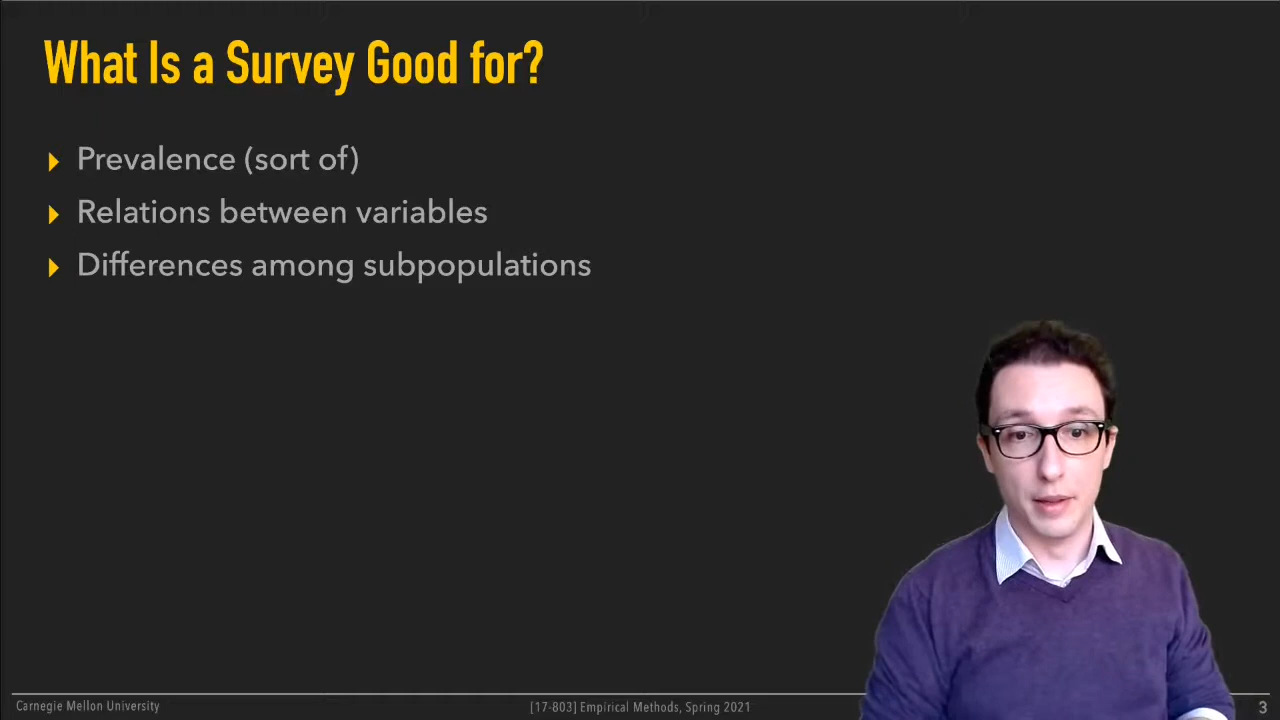 What Is a Survey Good for?
Prevalence (sort of)
Relations between variables
Differences among subpopulations
Carnegie Mellon University
[17-803] Empirical Methods, Spring 2021
3